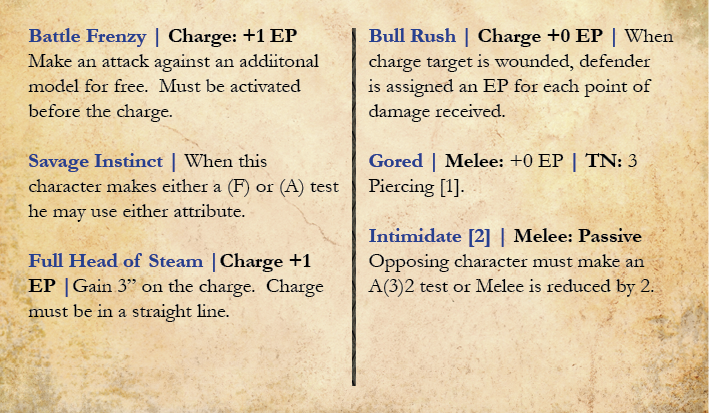 Battle Frenzy | Charge: +1 EP
Make an attack against an addiitonal
model for free. Must be activated
before the charge.
Savage Instinct | When this
character makes either a (F) or (A) test
he may use either attribute.
Full Head of Steam |Charge +1
EP |Gain 3” on the charge. Charge
must be in a straight line.
Bull Rush | Charge +0 EP | When
charge target is wounded, defender
is assigned an EP for each point of
damage received.
Gored | Melee: +0 EP | TN: 3
Piercing [1].
Intimidate [2] | Melee: Passive
Opposing character must make an
A(3)2 test or Melee is reduced by 2.